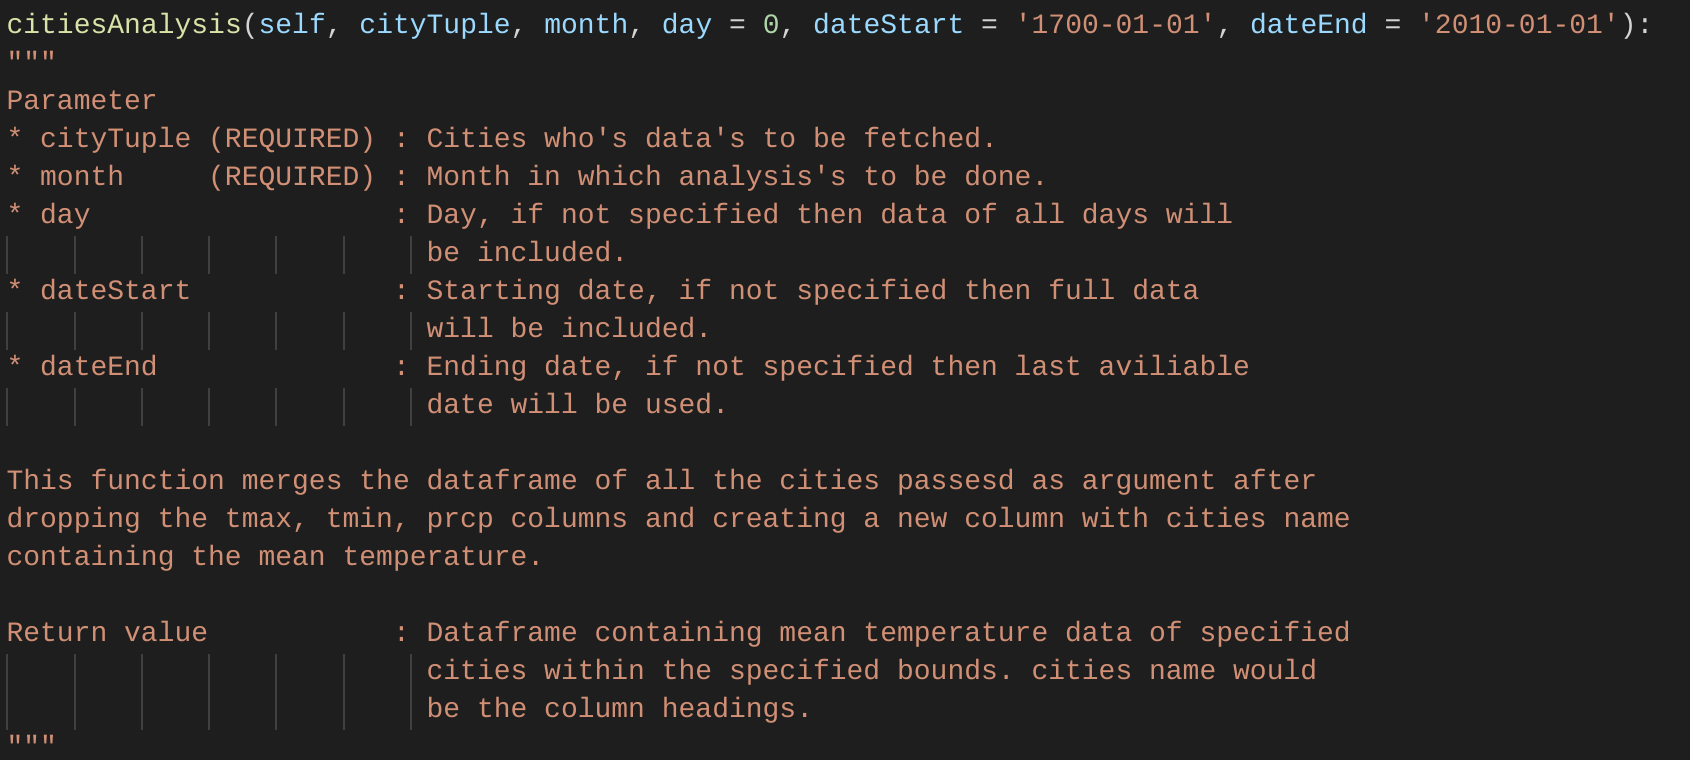 citiesAnalysis(self, cityTuple, month, day = 0, dateStart = '1700-01-01', dateEnd = '2010-01-01'):
"""
Parameter
* cityTuple (REQUIRED) : Cities who's data's to be fetched.
* month     (REQUIRED) : Month in which analysis's to be done.
* day                  : Day, if not specified then data of all days will
                         be included.
* dateStart            : Starting date, if not specified then full data
                         will be included.
* dateEnd              : Ending date, if not specified then last aviliable
                         date will be used.

This function merges the dataframe of all the cities passesd as argument after
dropping the tmax, tmin, prcp columns and creating a new column with cities name
containing the mean temperature.

Return value           : Dataframe containing mean temperature data of specified
                         cities within the specified bounds. cities name would
                         be the column headings.
"""